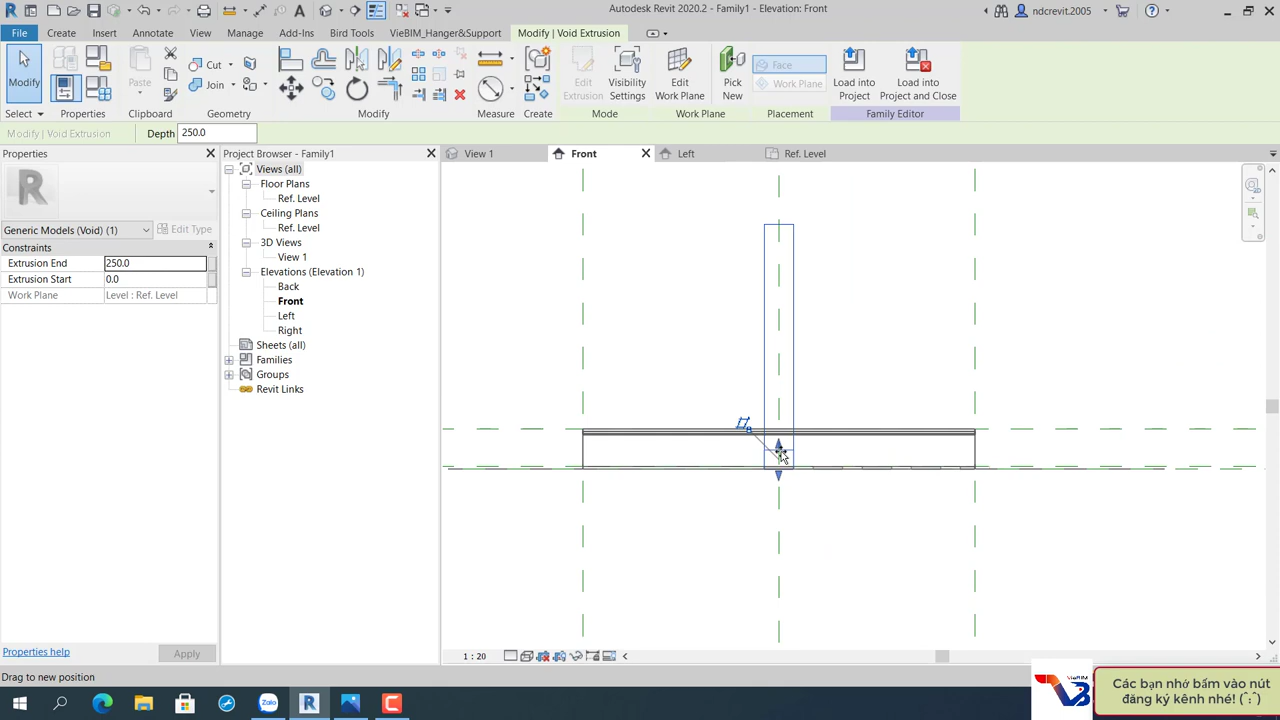 Autodesk Revit 2020.2 - Family1 - Elevation: Front
ndcrevit.2005
File
Create
Insert
Annotate
View
Manage
Add-Ins
Bird Tools
VieBIM_Hanger&Support
Modify | Void Extrusion
Modify
Paste
Cut
Join
Edit
Extrusion
Visibility
Settings
Edit
Work Plane
Pick
New
Face
Work Plane
Load into
Project
Load into
Project and Close
Select
Properties
Clipboard
Geometry
Modify
Measure
Create
Mode
Work Plane
Placement
Family Editor
Modify | Void Extrusion
Depth
250.0
Properties
Project Browser - Family1
View 1
Front
Left
Ref. Level
Generic Models (Void) (1)
Edit Type
Constraints
Extrusion End
250.0
Extrusion Start
0.0
Work Plane
Level : Ref. Level
Views (all)
Floor Plans
Ref. Level
Ceiling Plans
Ref. Level
3D Views
View 1
Elevations (Elevation 1)
Back
Front
Left
Right
Sheets (all)
Families
Groups
Revit Links
Properties help
Apply
1 : 20
Drag to new position
Zalo
VieBIM
Các bạn nhớ bấm vào nút
đăng ký kênh nhé! (^:^)